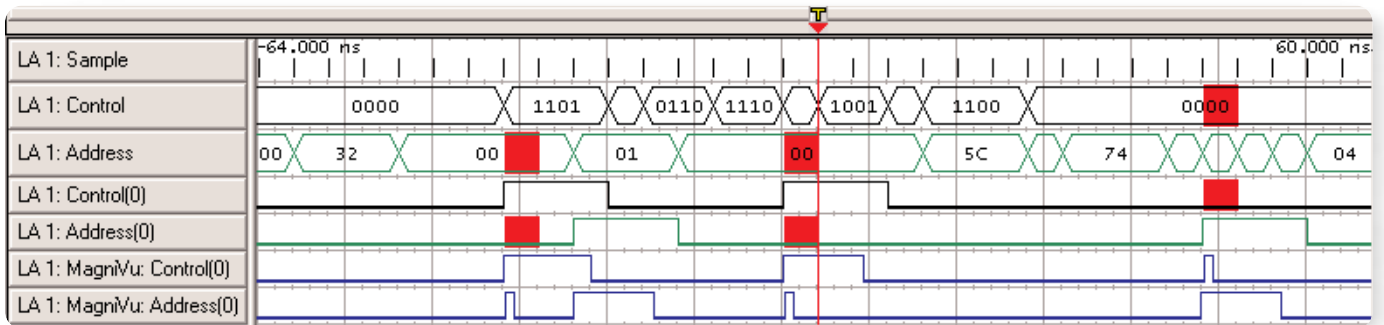 T
-64.000 ns 60.000 ns
LA 1: Sample
LA 1: Control 0000 1101 0110 1110 1001 1100 0000
LA 1: Address 00 32 00 01 00 5C 74 04
LA 1: Control(0)
LA 1: Address(0)
LA 1: MagniVu: Control(0)
LA 1: MagniVu: Address(0)